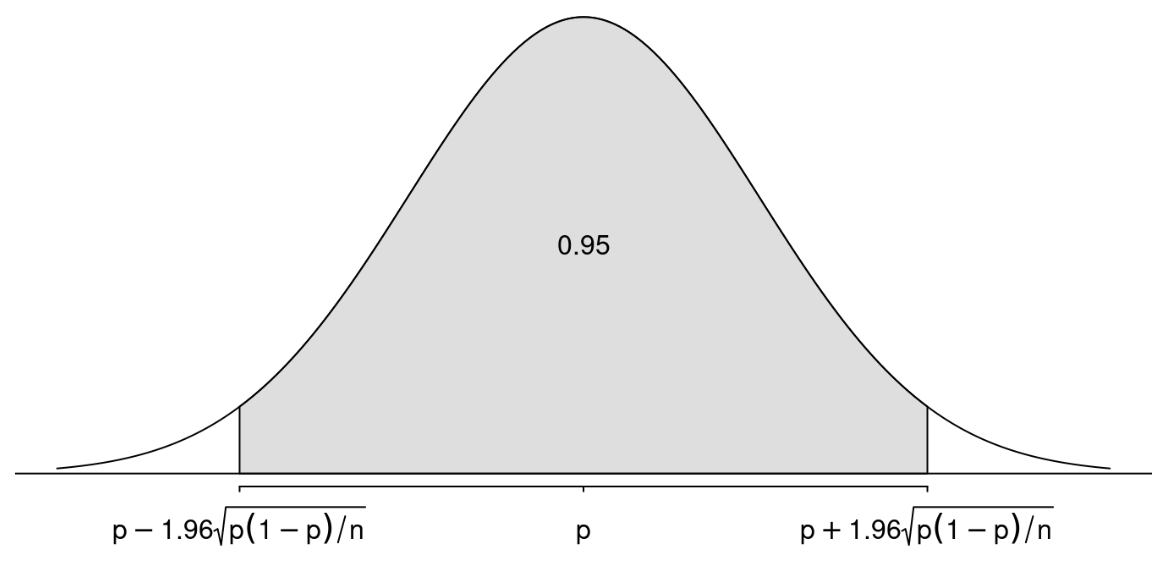 0.95
p − 1.96√p(1 − p)/n p p + 1.96√p(1 − p)/n